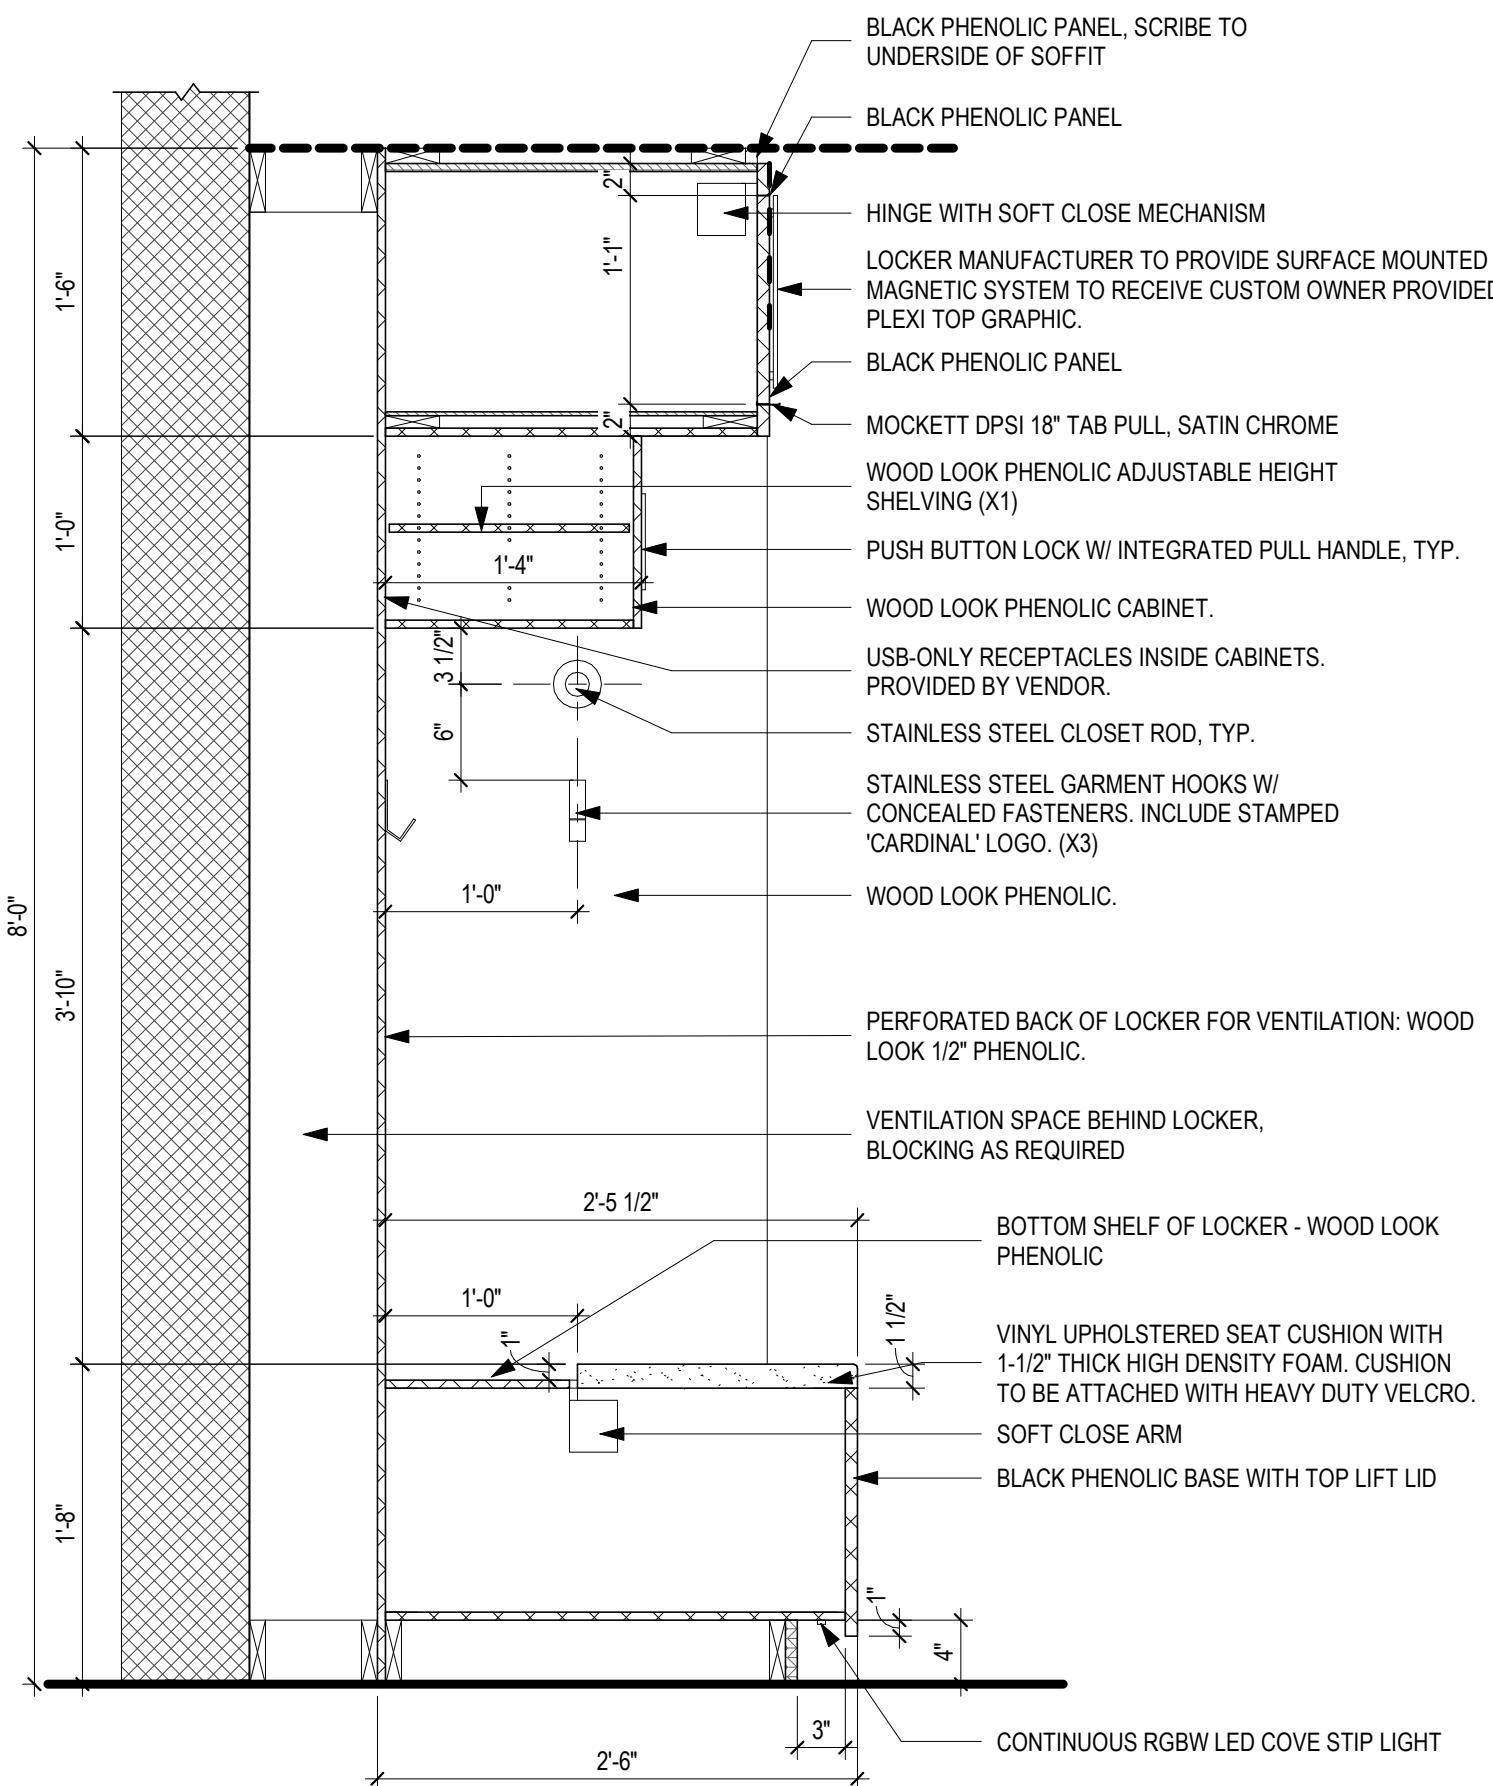 BLACK PHENOLIC PANEL, SCRIBE TO
UNDERSIDE OF SOFFIT
BLACK PHENOLIC PANEL
HINGE WITH SOFT CLOSE MECHANISM
LOCKER MANUFACTURER TO PROVIDE SURFACE MOUNTED
MAGNETIC SYSTEM TO RECEIVE CUSTOM OWNER PROVIDED
PLEXI TOP GRAPHIC.
BLACK PHENOLIC PANEL
MOCKETT DPSI 18" TAB PULL, SATIN CHROME
WOOD LOOK PHENOLIC ADJUSTABLE HEIGHT
SHELVING (X1)
PUSH BUTTON LOCK W/ INTEGRATED PULL HANDLE, TYP.
WOOD LOOK PHENOLIC CABINET.
USB-ONLY RECEPTACLES INSIDE CABINETS.
PROVIDED BY VENDOR.
STAINLESS STEEL CLOSET ROD, TYP.
STAINLESS STEEL GARMENT HOOKS W/
CONCEALED FASTENERS. INCLUDE STAMPED
'CARDINAL' LOGO. (X3)
WOOD LOOK PHENOLIC.
PERFORATED BACK OF LOCKER FOR VENTILATION: WOOD
LOOK 1/2" PHENOLIC.
VENTILATION SPACE BEHIND LOCKER,
BLOCKING AS REQUIRED
BOTTOM SHELF OF LOCKER - WOOD LOOK
PHENOLIC
VINYL UPHOLSTERED SEAT CUSHION WITH
1-1/2" THICK HIGH DENSITY FOAM. CUSHION
TO BE ATTACHED WITH HEAVY DUTY VELCRO.
SOFT CLOSE ARM
BLACK PHENOLIC BASE WITH TOP LIFT LID
CONTINUOUS RGBW LED COVE STIP LIGHT
8'-0"
1'-6"
1'-0"
3'-10"
1'-8"
2"
1'-1"
2"
1'-4"
3 1/2"
6"
1'-0"
2'-5 1/2"
1'-0"
1"
1 1/2"
1"
4"
3"
2'-6"